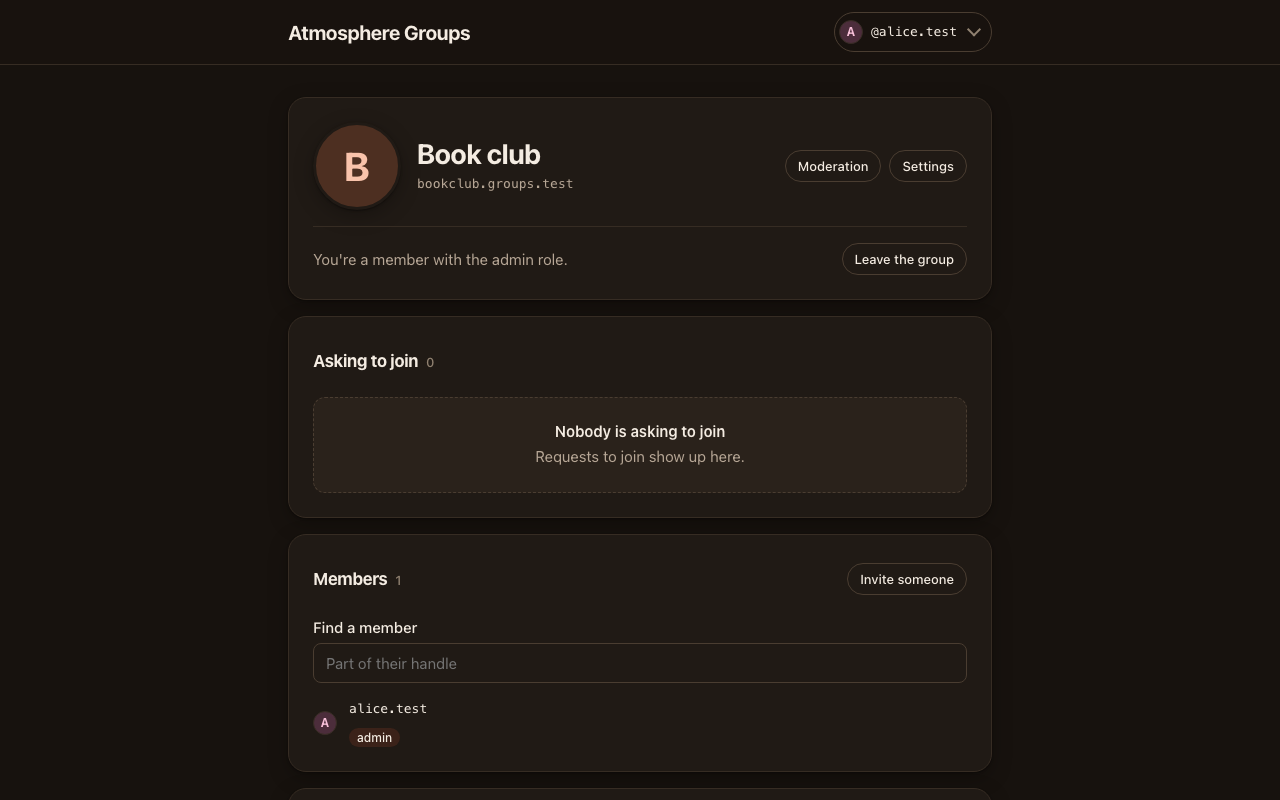 Atmosphere Groups
A @alice.test
B
Book club
bookclub.groups.test
Moderation
Settings
You're a member with the admin role.
Leave the group
Asking to join 0
Nobody is asking to join
Requests to join show up here.
Members 1
Invite someone
Find a member
Part of their handle
A
alice.test
admin